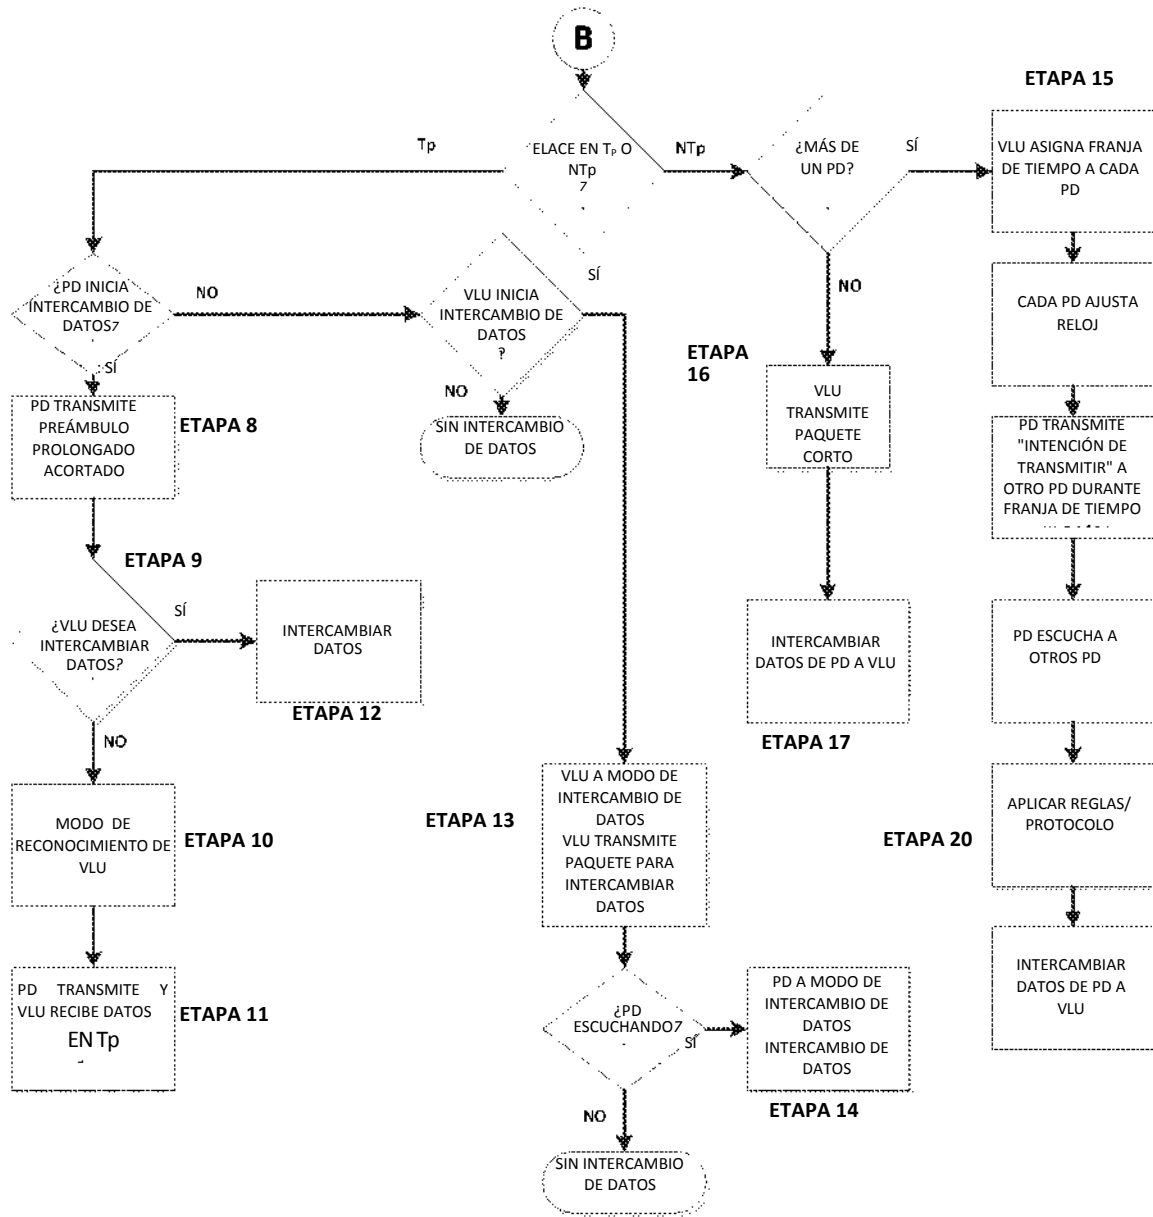 B
ETAPA 15
Tp
ELACE EN Tₚ O
NTp
7
NTp
¿MÁS DE
UN PD?
SÍ
VLU ASIGNA FRANJA
DE TIEMPO A CADA
PD
¿PD INICIA
INTERCAMBIO DE
DATOS7
NO
SÍ
VLU INICIA
INTERCAMBIO DE
DATOS
?
SÍ
NO
SIN INTERCAMBIO
DE DATOS
NO
CADA PD AJUSTA
RELOJ
ETAPA
16
VLU
TRANSMITE
PAQUETE
CORTO
PD TRANSMITE
PREÁMBULO
PROLONGADO
ACORTADO
ETAPA 8
PD TRANSMITE
"INTENCIÓN DE
TRANSMITIR" A
OTRO PD DURANTE
FRANJA DE TIEMPO
ETAPA 9
¿VLU DESEA
INTERCAMBIAR
DATOS?
SÍ
INTERCAMBIAR
DATOS
ETAPA 12
NO
INTERCAMBIAR
DATOS DE PD A VLU
ETAPA 17
PD ESCUCHA A
OTROS PD
MODO DE
RECONOCIMIENTO DE
VLU
ETAPA 10
ETAPA 13
VLU A MODO DE
INTERCAMBIO DE
DATOS
VLU TRANSMITE
PAQUETE PARA
INTERCAMBIAR
DATOS
ETAPA 20
APLICAR REGLAS/
PROTOCOLO
PD TRANSMITE Y
VLU RECIBE DATOS
EN Tp
ETAPA 11
¿PD
ESCUCHANDO7
SÍ
PD A MODO DE
INTERCAMBIO DE
DATOS
INTERCAMBIO DE
DATOS
ETAPA 14
INTERCAMBIAR
DATOS DE PD A
VLU
NO
SIN INTERCAMBIO
DE DATOS